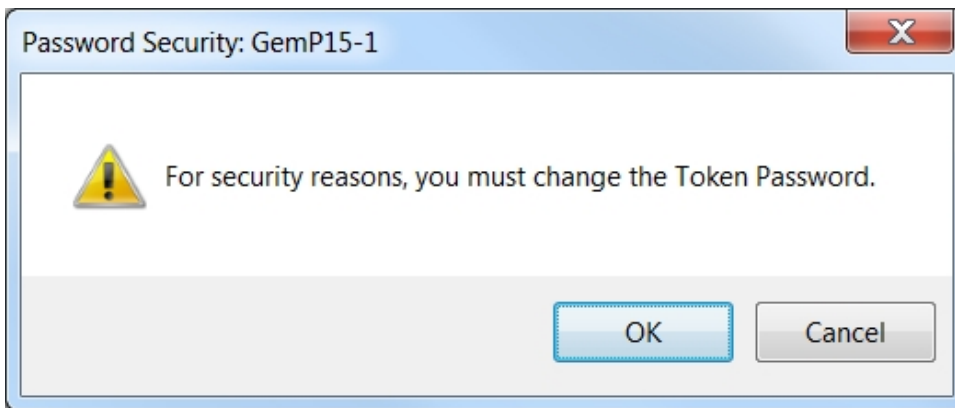 Password Security: GemP15-1
For security reasons, you must change the Token Password.
OK
Cancel